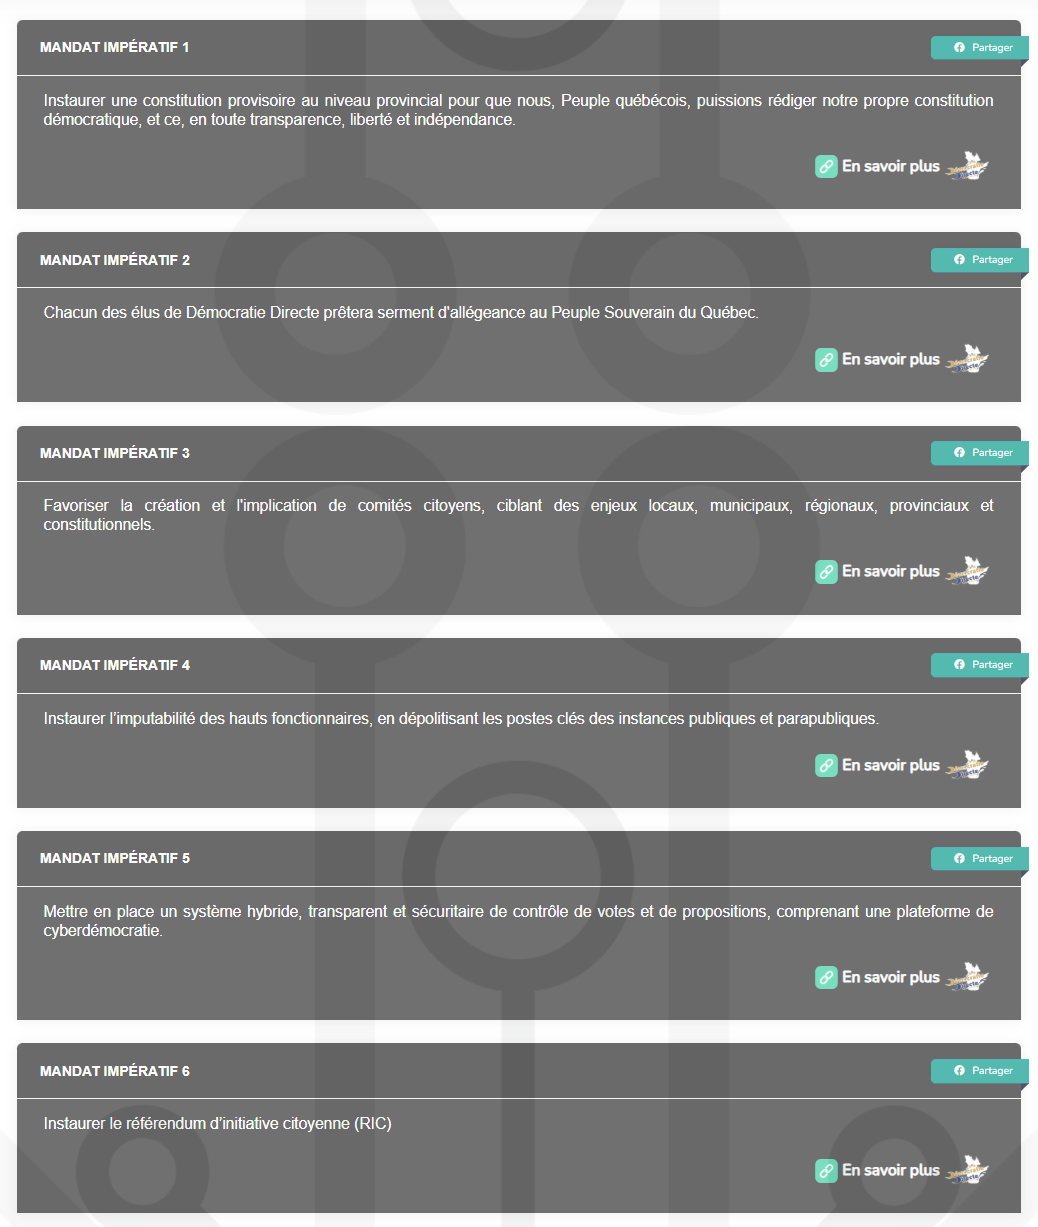 MANDAT IMPÉRATIF 1
Partager
Instaurer une constitution provisoire au niveau provincial pour que nous, Peuple québécois, puissions rédiger notre propre constitution
démocratique, et ce, en toute transparence, liberté et indépendance.
En savoir plus
MANDAT IMPÉRATIF 2
Partager
Chacun des élus de Démocratie Directe prêtera serment d'allégeance au Peuple Souverain du Québec.
En savoir plus
MANDAT IMPÉRATIF 3
Partager
Favoriser la création et l'implication de comités citoyens, ciblant des enjeux locaux, municipaux, régionaux, provinciaux et
constitutionnels.
En savoir plus
MANDAT IMPÉRATIF 4
Partager
Instaurer l’imputabilité des hauts fonctionnaires, en dépolitisant les postes clés des instances publiques et parapubliques.
En savoir plus
MANDAT IMPÉRATIF 5
Partager
Mettre en place un système hybride, transparent et sécuritaire de contrôle de votes et de propositions, comprenant une plateforme de
cyberdémocratie.
En savoir plus
MANDAT IMPÉRATIF 6
Partager
Instaurer le référendum d’initiative citoyenne (RIC)
En savoir plus